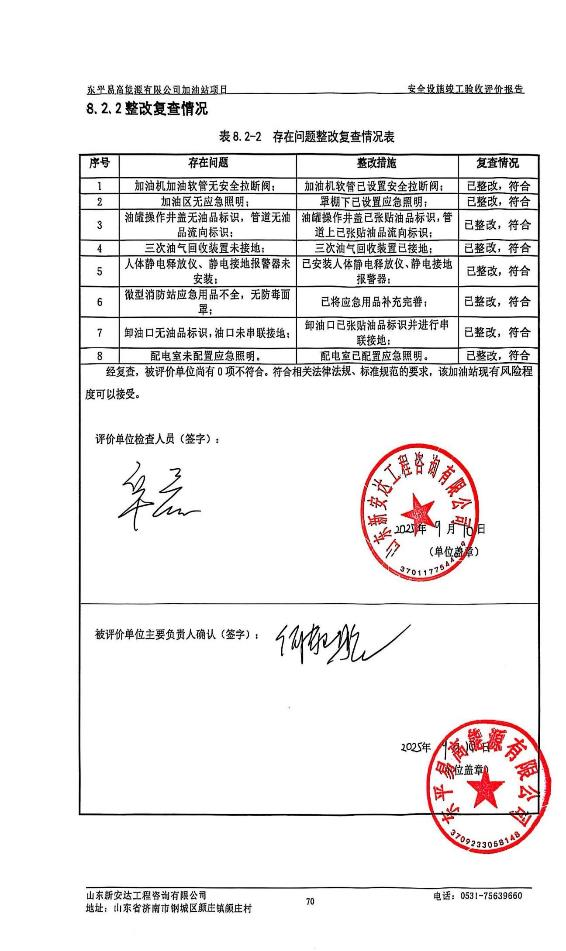 东平易高能源有限公司加油站项目 安全设施竣工验收评价报告
8.2.2整改复查情况
表 8.2-2 存在问题整改复查情况表
序号 存在问题 整改措施 复查情况
1 加油机加油软管无安全拉断阀; 加油机软管已设置安全拉断阀; 已整改，符合
2 加油区无应急照明; 罩棚下已设置应急照明; 已整改，符合
3 油罐操作井盖无油品标识，管道无油 油罐操作井盖已张贴油品标识，管 已整改，符合
品流向标识; 道上已张贴油品流向标识;
4 三次油气回收装置未接地; 三次油气回收装置已接地; 已整改，符合
5 人体静电释放仪、静电接地报警器未 已安装人体静电释放仪、静电接地 已整改，符合
安装; 报警器;
6 微型消防站应急用品不全，无防毒面 已将应急用品补充完善; 已整改，符合
罩;
7 卸油口无油品标识，油口未串联接地; 卸油口已张贴油品标识并进行串 已整改，符合
联接地;
8 配电室未配置应急照明。 配电室已配置应急照明。 已整改，符合
经复查，被评价单位尚有 0 项不符合。符合相关法律法规、标准规范的要求，该加油站现有风险程
度可以接受。
评价单位检查人员（签字）：
山东新安达工程咨询有限公司
2025年 9 月 10 日
（单位盖章）
被评价单位主要负责人确认（签字）：
2025年 9 月 10 日
（单位盖章）
东平易高能源有限公司
3709233058148
山东新安达工程咨询有限公司
地址：山东省济南市钢城区颜庄镇颜庄村
70
电话：0531-75639660